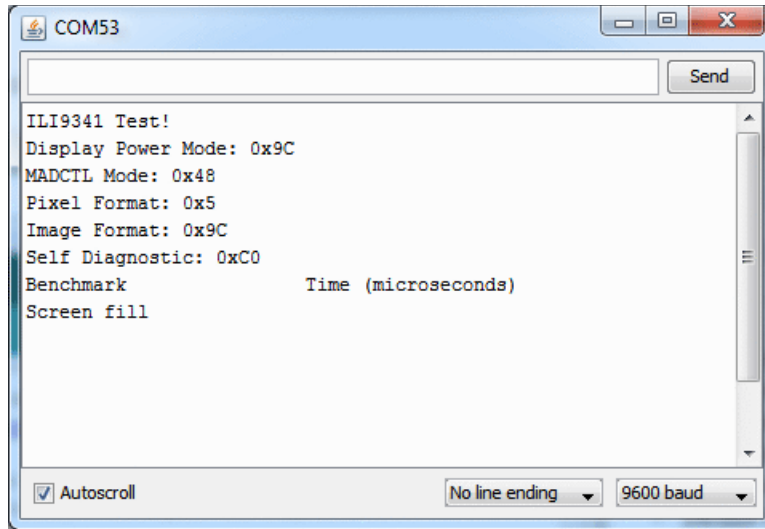 COM53
Send
ILI9341 Test!
Display Power Mode: 0x9C
MADCTL Mode: 0x48
Pixel Format: 0x5
Image Format: 0x9C
Self Diagnostic: 0xC0
Benchmark                Time (microseconds)
Screen fill
Autoscroll No line ending 9600 baud